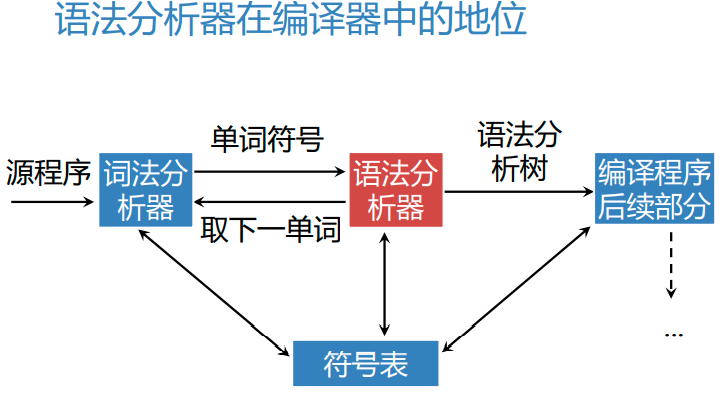 语法分析器在编译器中的地位
单词符号
语法分
析树
源程序
词法分
析器
语法分
析器
编译程序
后续部分
取下一单词
...
符号表